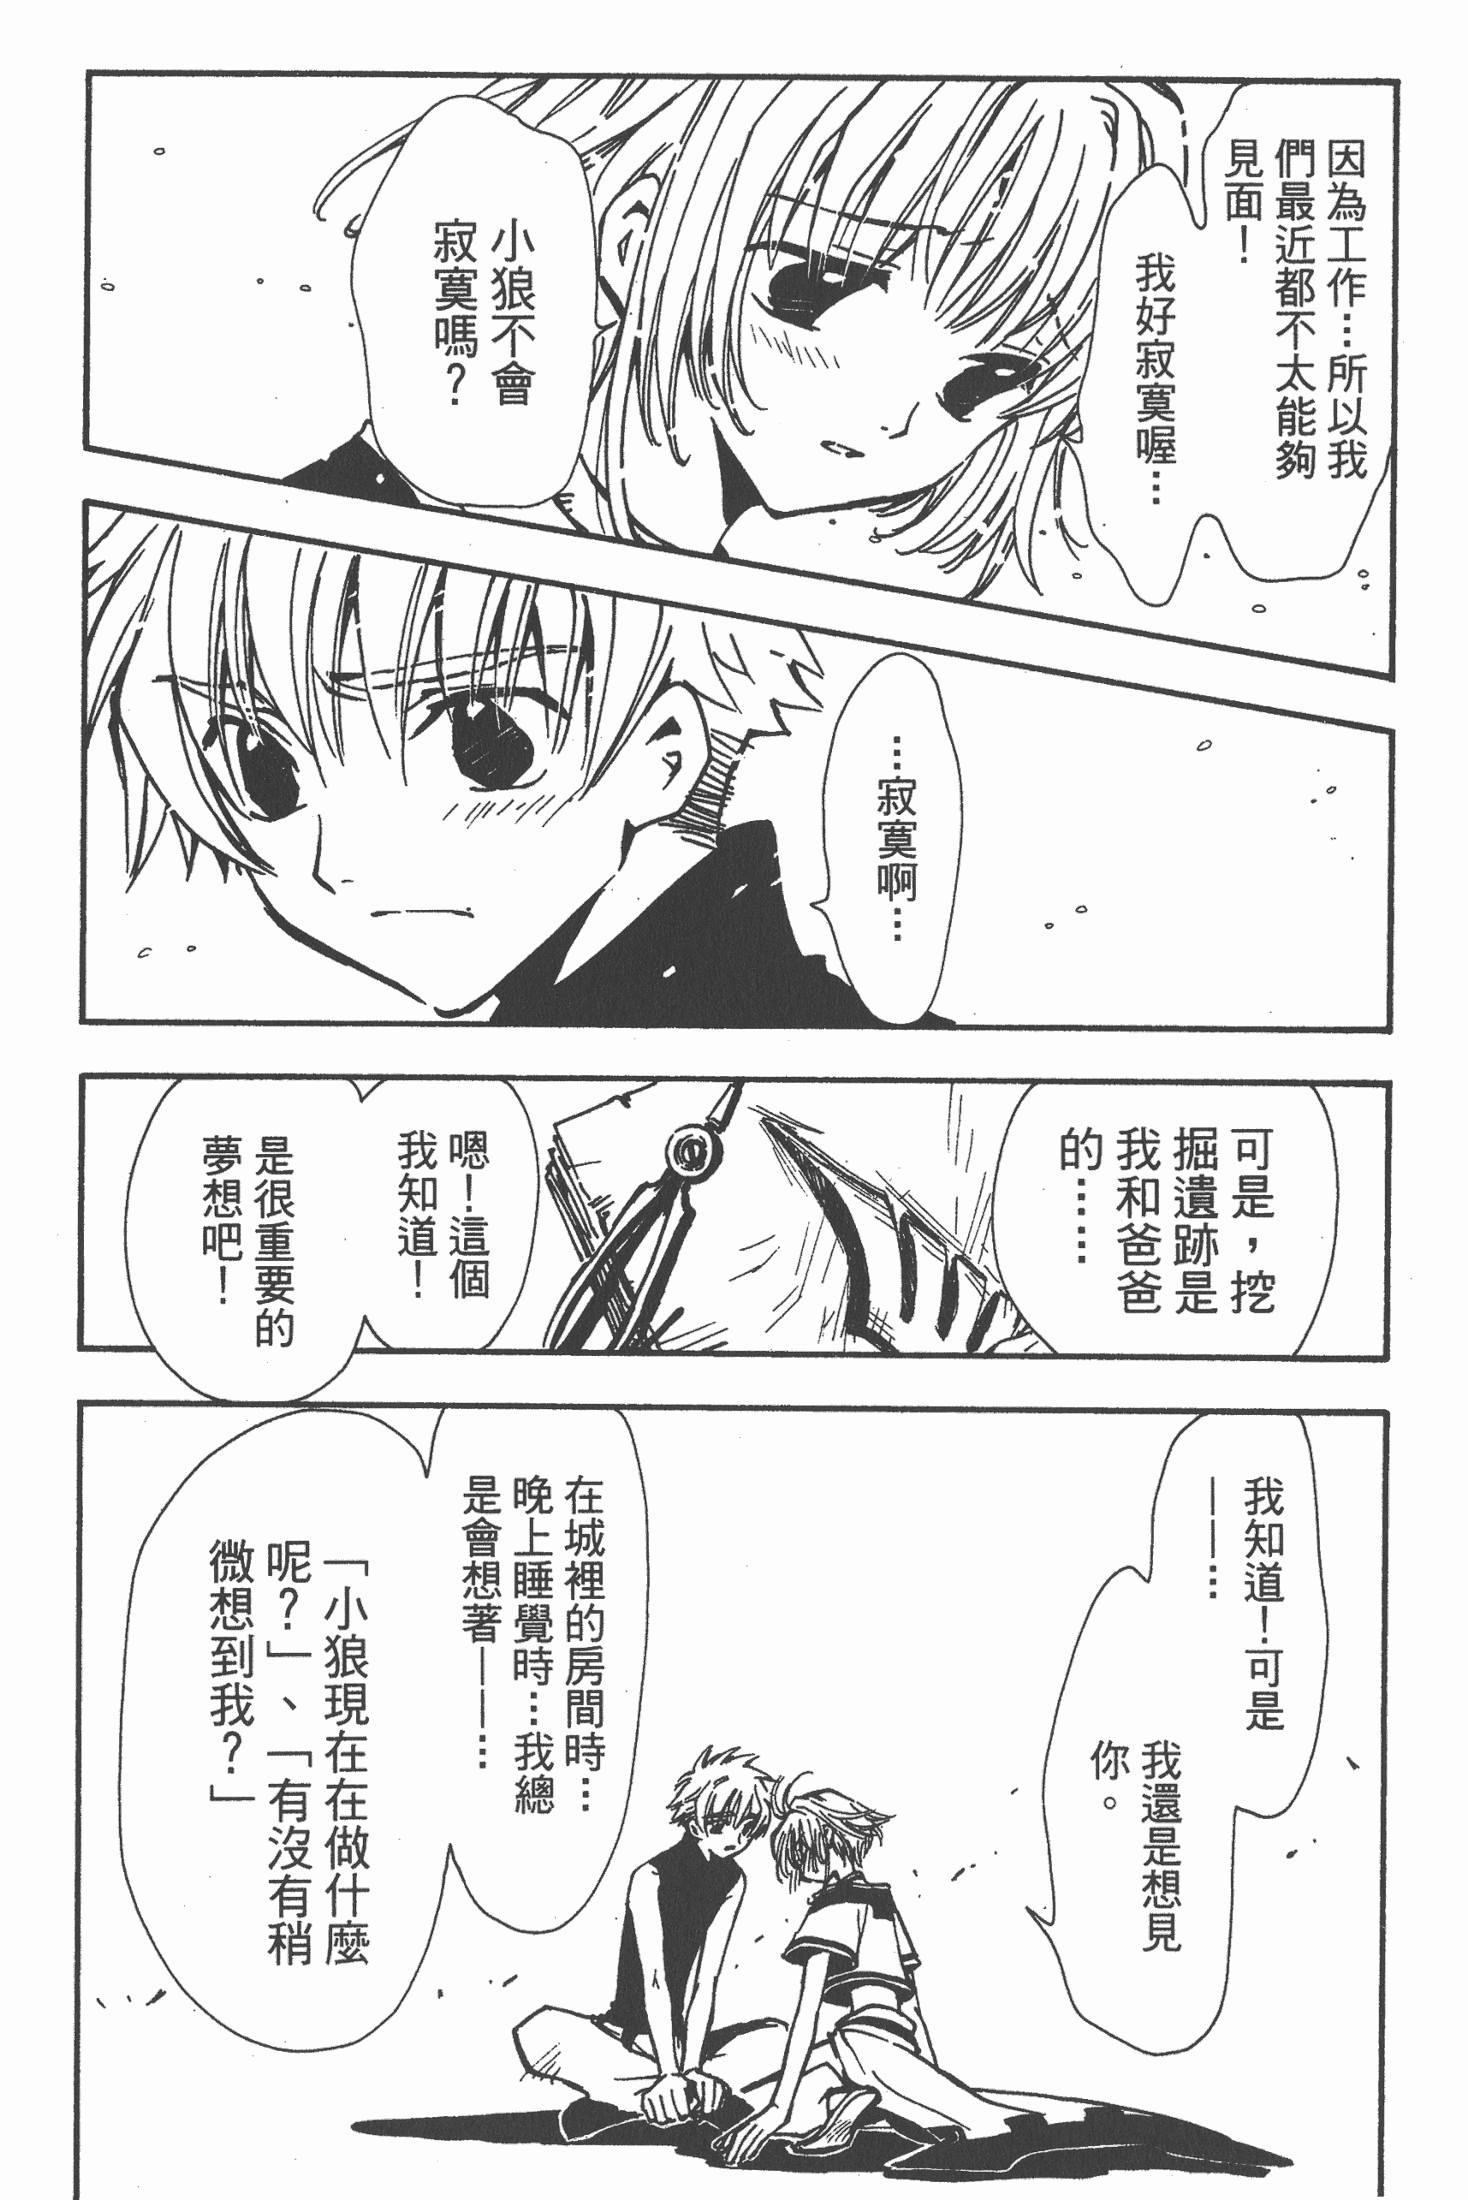 因為工作…所以我
們最近都不太能夠
見面！
我好寂寞喔…
小狼不會
寂寞嗎？
…寂寞啊…
可是，挖
掘遺跡是
我和爸爸
的……
嗯！這個
我知道！
是很重要的
夢想吧！
我知道！可是
——…
我還是想見
你。
在城裡的房間時…
晚上睡覺時…我總
是會想著——…
「小狼現在在做什麼
呢？」、「有沒有稍
微想到我？」